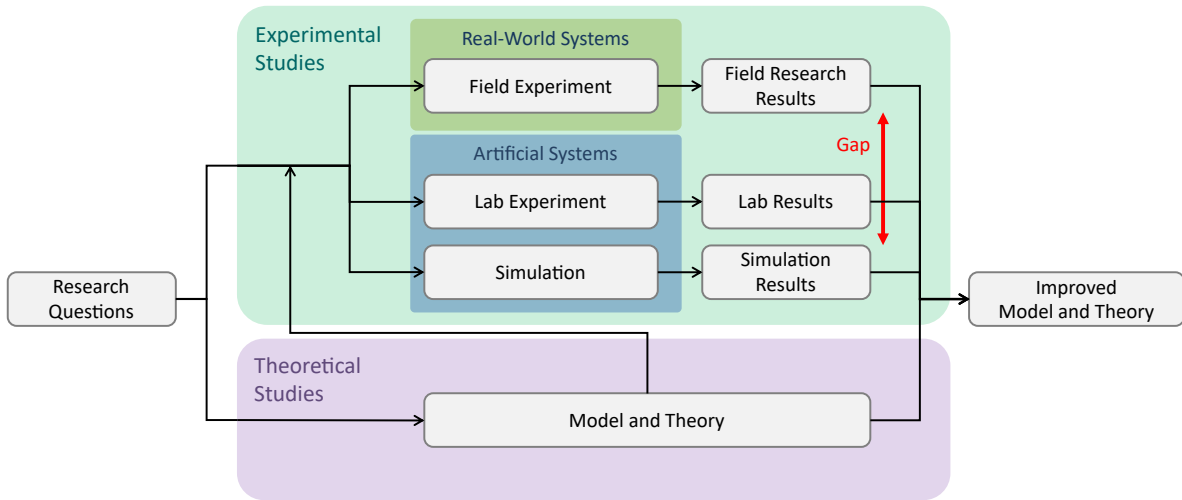 Experimental
Studies
Real-World Systems
Field Experiment
Field Research
Results
Gap
Artificial Systems
Lab Experiment
Lab Results
Simulation
Simulation
Results
Research
Questions
Improved
Model and Theory
Theoretical
Studies
Model and Theory